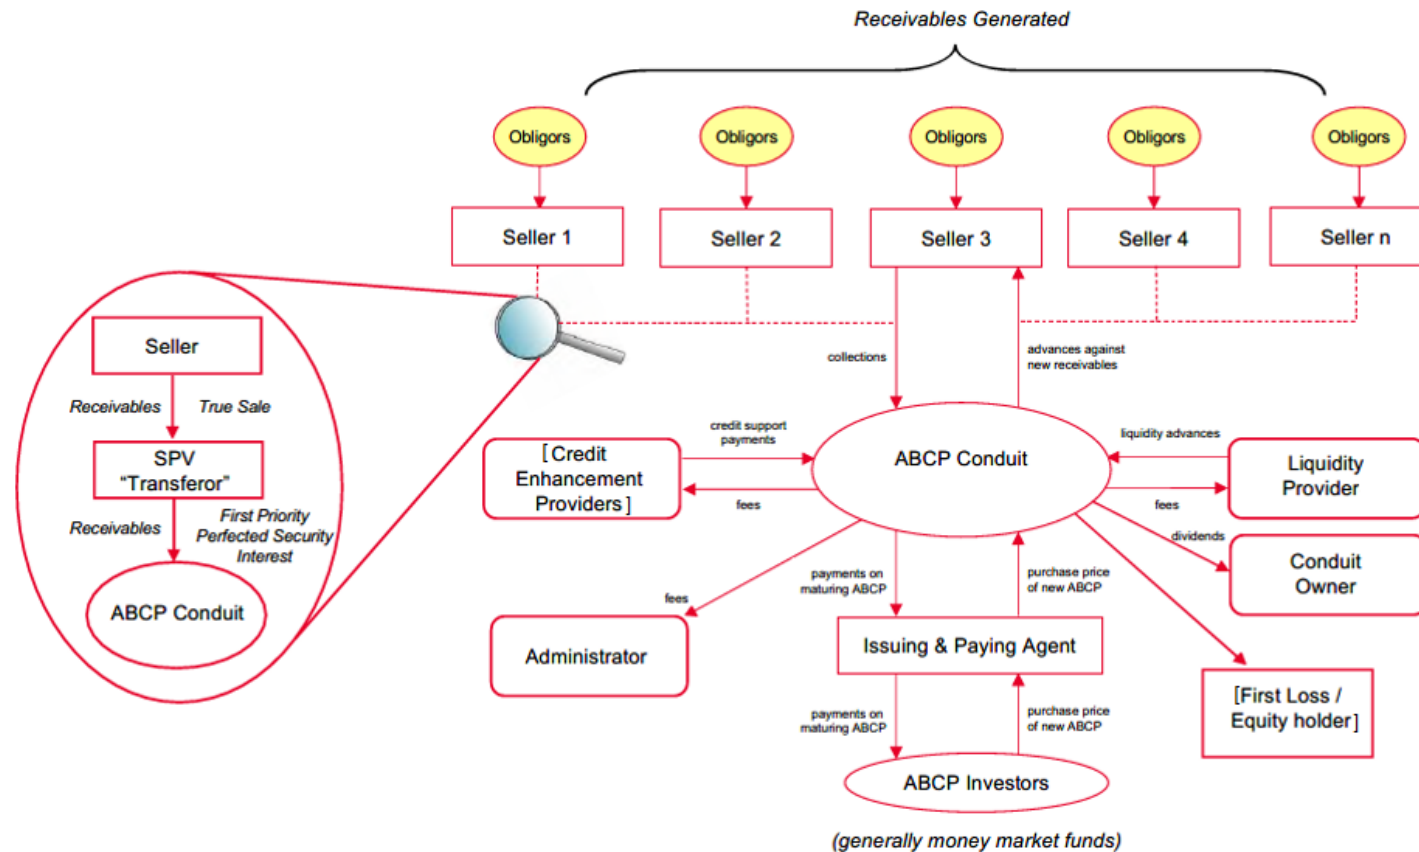 Receivables Generated
Obligors
Obligors
Obligors
Obligors
Obligors
Seller 1
Seller 2
Seller 3
Seller 4
Seller n
Seller
Receivables
True Sale
SPV
“Transferor”
Receivables
First Priority
Perfected Security
Interest
ABCP Conduit
collections
advances against
new receivables
[Credit
Enhancement
Providers]
credit support
payments
fees
ABCP Conduit
liquidity advances
fees
Liquidity
Provider
dividends
Conduit
Owner
fees
Administrator
payments on
maturing ABCP
purchase price
of new ABCP
Issuing & Paying Agent
[First Loss /
Equity holder]
payments on
maturing ABCP
purchase price
of new ABCP
ABCP Investors
(generally money market funds)